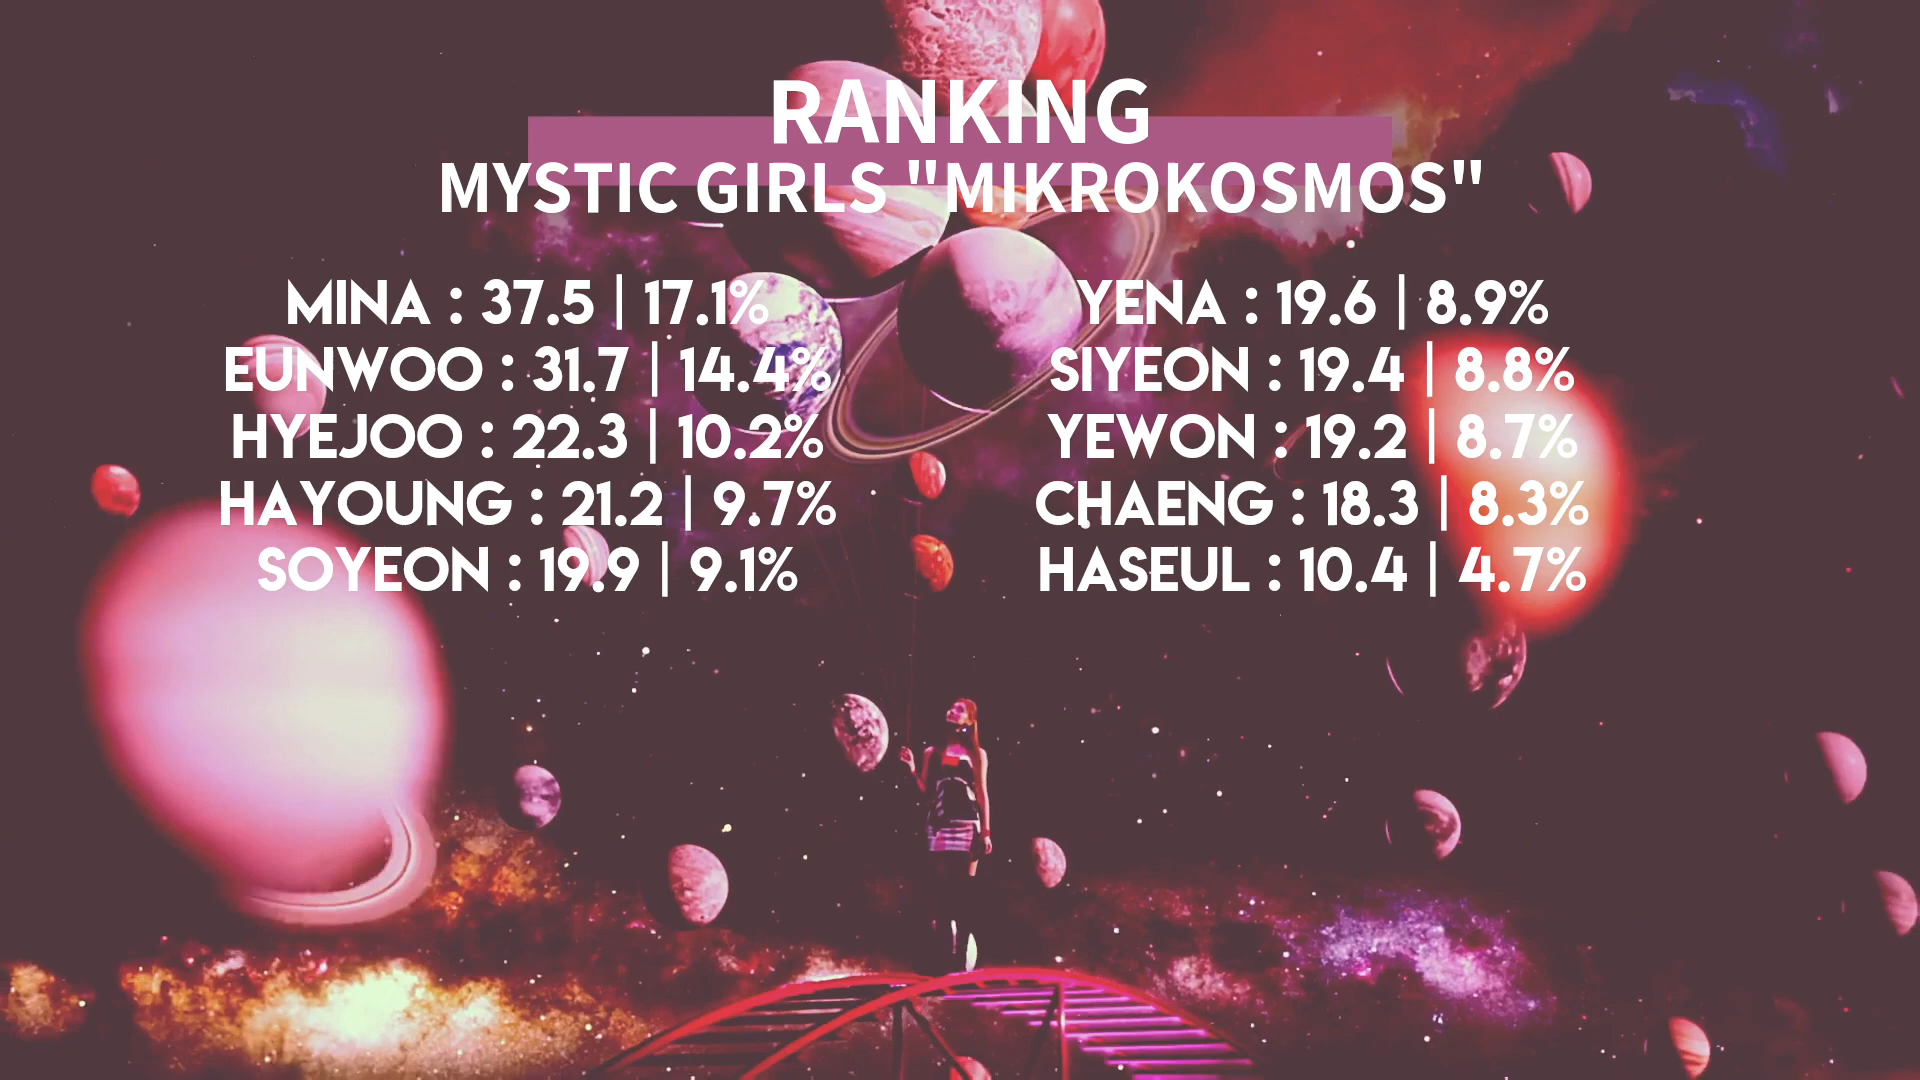 RANKING
MYSTIC GIRLS "MIKROKOSMOS"
MINA : 37.5 | 17.1%
EUNWOO : 31.7 | 14.4%
HYEJOO : 22.3 | 10.2%
HAYOUNG : 21.2 | 9.7%
SOYEON : 19.9 | 9.1%
YENA : 19.6 | 8.9%
SIYEON : 19.4 | 8.8%
YEWON : 19.2 | 8.7%
CHAENG : 18.3 | 8.3%
HASEUL : 10.4 | 4.7%